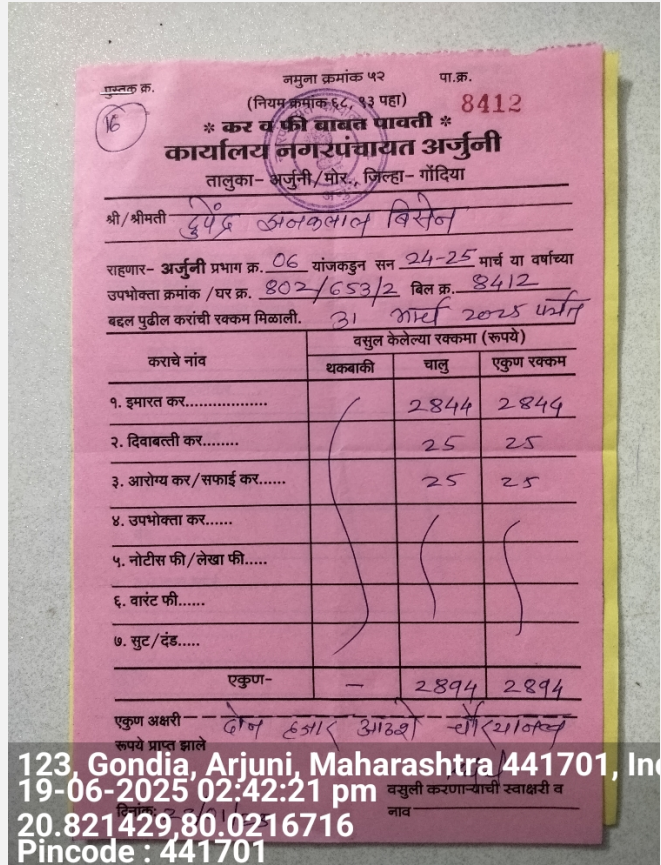 पुस्तक क्र.
नमुना क्रमांक ५२
पा.क्र.
16
(नियम क्रमांक ६८, ९३ पहा)
8412
* कर व फी बाबत पावती *
कार्यालय नगरपंचायत अर्जुनी
तालुका- अर्जुनी/मोर., जिल्हा- गोंदिया
श्री/श्रीमती बिसेन
राहणार- अर्जुनी प्रभाग क्र. 06 यांजकडुन सन 24-25 मार्च या वर्षाच्या
उपभोक्ता क्रमांक /घर क्र. 802/653/2 बिल क्र. 8412
बद्दल पुढील करांची रक्कम मिळाली. 31 मार्च 2025 पर्यंत
कराचे नांव वसुल केलेल्या रक्कमा (रूपये)
थकबाकी चालु एकुण रक्कम
१. इमारत कर................... 2844 2844
२. दिवाबत्ती कर........ 25 25
३. आरोग्य कर/सफाई कर...... 25 25
४. उपभोक्ता कर......
५. नोटीस फी/लेखा फी.....
६. वारंट फी......
७. सुट/दंड.....
एकुण- — 2894 2894
एकुण अक्षरी दोन हजार आठशे चौऱ्यानव
रूपये प्राप्त झाले
वसुली करणाऱ्याची स्वाक्षरी व
नाव
दिनांक:
123, Gondia, Arjuni, Maharashtra 441701, Ind
19-06-2025 02:42:21 pm
20.821429,80.0216716
Pincode : 441701